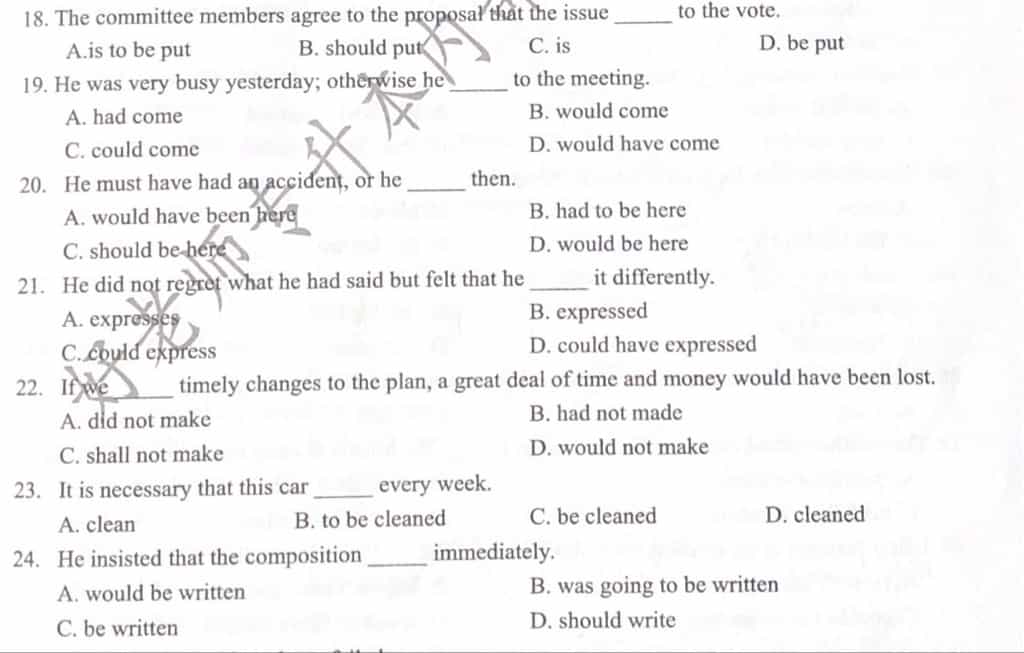 18. The committee members agree to the proposal that the issue _____ to the vote.
A.is to be put B. should put C. is D. be put
19. He was very busy yesterday; otherwise he _____ to the meeting.
A. had come B. would come
C. could come D. would have come
20. He must have had an accident, or he _____ then.
A. would have been here B. had to be here
C. should be here D. would be here
21. He did not regret what he had said but felt that he _____ it differently.
A. expresses B. expressed
C. could express D. could have expressed
22. If we _____ timely changes to the plan, a great deal of time and money would have been lost.
A. did not make B. had not made
C. shall not make D. would not make
23. It is necessary that this car _____ every week.
A. clean B. to be cleaned C. be cleaned D. cleaned
24. He insisted that the composition _____ immediately.
A. would be written B. was going to be written
C. be written D. should write